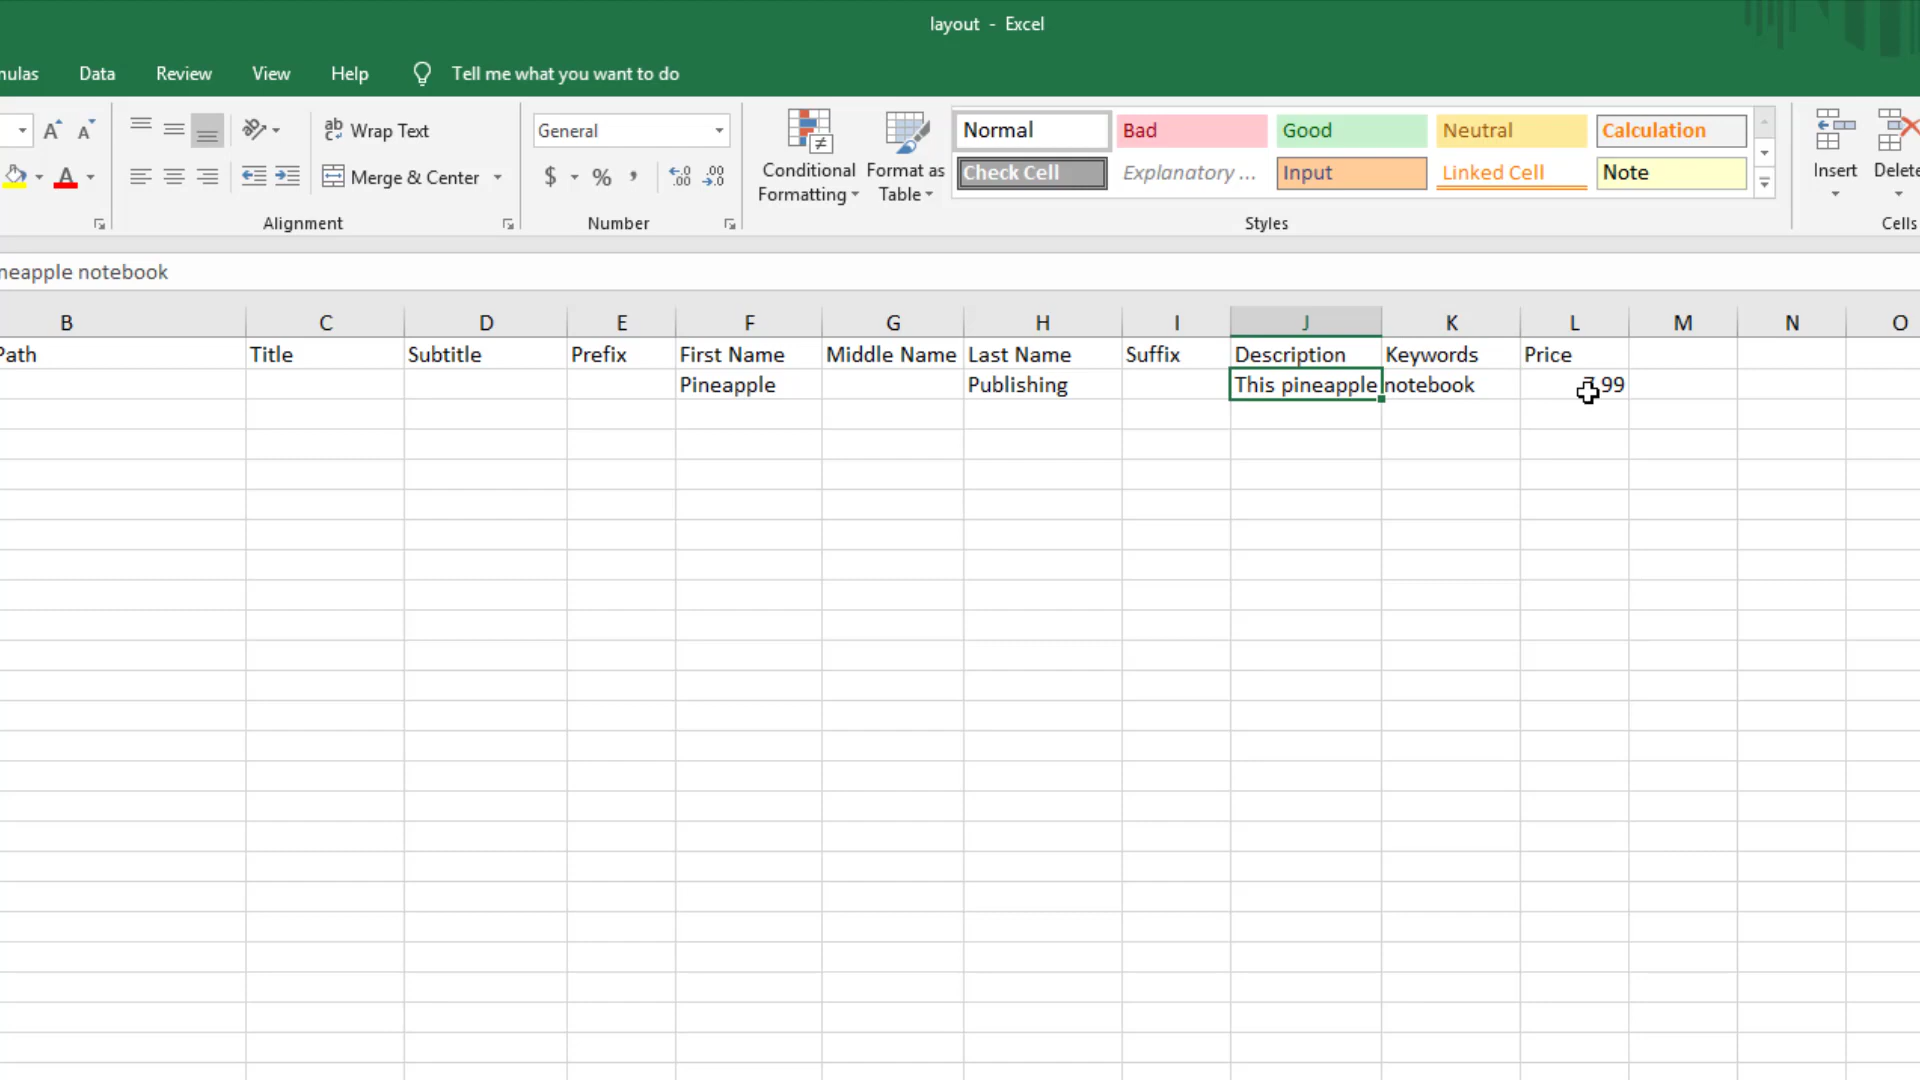 layout - Excel
mulas Data Review View Help Tell me what you want to do
Wrap Text General Conditional Formatting Format as Table Normal Bad Good Neutral Calculation
Merge & Center $ % , Check Cell Explanatory ... Input Linked Cell Note Insert Delete
Alignment Number Styles Cells
neapple notebook
B C D E F G H I J K L M N O
Path Title Subtitle Prefix First Name Middle Name Last Name Suffix Description Keywords Price
Pineapple Publishing This pineapple notebook .99